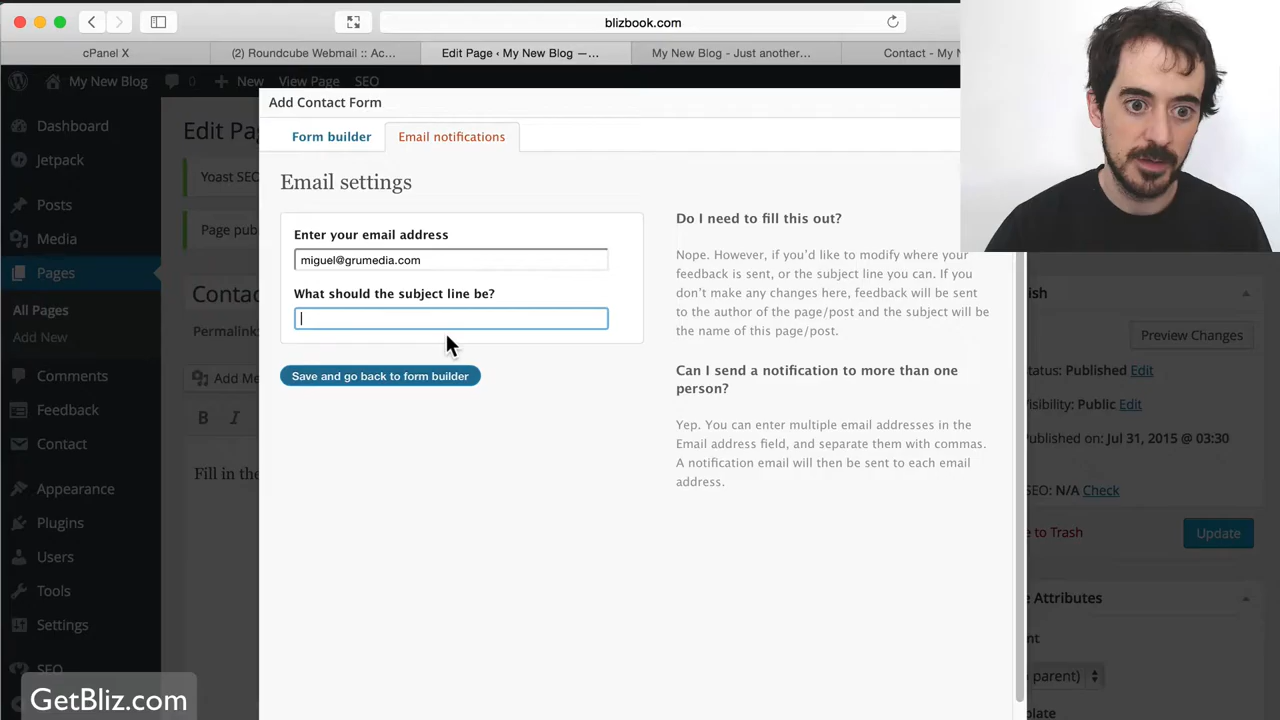 blizbook.com
cPanel X
(2) Roundcube Webmail :: Ac...
Edit Page ‹ My New Blog —...
My New Blog - Just another...
Contact - My N
My New Blog
0
New
View Page
SEO
Dashboard
Jetpack
Posts
Media
Pages
All Pages
Add New
Comments
Feedback
Contact
Appearance
Plugins
Users
Tools
Settings
SEO
Edit Pa
Yoast SEO
Page pub
Conta
Permalink:
Add Me
B I
Fill in the
Add Contact Form
Form builder
Email notifications
Email settings
Enter your email address
miguel@grumedia.com
What should the subject line be?
Save and go back to form builder
Do I need to fill this out?
Nope. However, if you’d like to modify where your
feedback is sent, or the subject line you can. If you
don’t make any changes here, feedback will be sent
to the author of the page/post and the subject will be
the name of this page/post.
Can I send a notification to more than one
person?
Yep. You can enter multiple email addresses in the
Email address field, and separate them with commas.
A notification email will then be sent to each email
address.
ish
Preview Changes
Status: Published Edit
Visibility: Public Edit
Published on: Jul 31, 2015 @ 03:30
SEO: N/A Check
e to Trash
Update
e Attributes
nt
parent)
plate
GetBliz.com